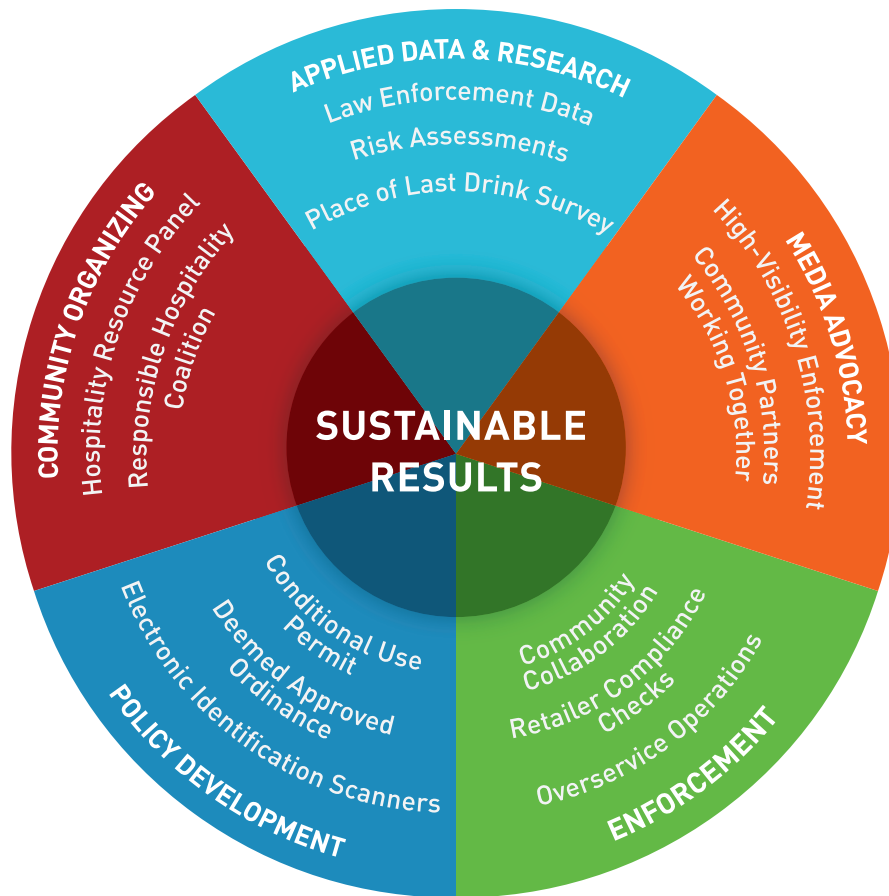 APPLIED DATA & RESEARCH
Law Enforcement Data
Risk Assessments
Place of Last Drink Survey
MEDIA ADVOCACY
High-Visibility Enforcement
Community Partners
Working Together
ENFORCEMENT
Overservice Operations
Retailer Compliance
Checks
Community
Collaboration
POLICY DEVELOPMENT
Electronic Identification Scanners
Deemed Approved
Ordinance
Conditional Use
Permit
COMMUNITY ORGANIZING
Hospitality Resource Panel
Responsible Hospitality
Coalition
SUSTAINABLE
RESULTS